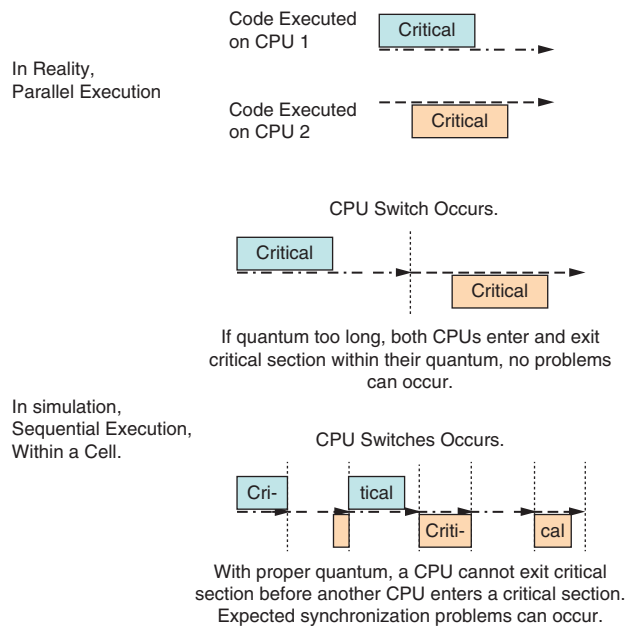 Code Executed
on CPU 1
Critical
In Reality,
Parallel Execution
Code Executed
on CPU 2
Critical
CPU Switch Occurs.
Critical
Critical
If quantum too long, both CPUs enter and exit
critical section within their quantum, no problems
can occur.
In simulation,
Sequential Execution,
Within a Cell.
CPU Switches Occurs.
Cri-
tical
Criti-
cal
With proper quantum, a CPU cannot exit critical
section before another CPU enters a critical section.
Expected synchronization problems can occur.